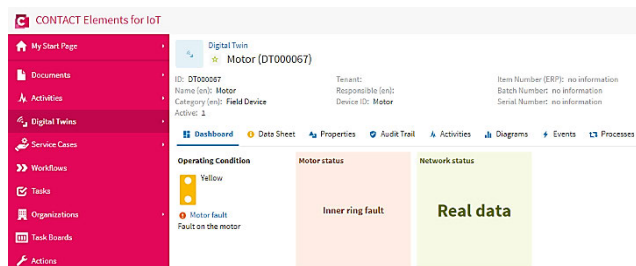 CONTACT Elements for IoT
My Start Page
Documents
Activities
Digital Twins
Service Cases
Workflows
Tasks
Organizations
Task Boards
Actions
Digital Twin
Motor (DT000067)
ID: DT000067 Tenant: Item Number (ERP): no information
Name (en): Motor Responsible (en): Batch Number: no information
Category (en): Field Device Device ID: Motor Serial Number: no information
Active: 1
Dashboard Data Sheet Properties Audit Trail Activities Diagrams Events Processes
Operating Condition Motor status Network status
Yellow
Inner ring fault Real data
Motor fault
Fault on the motor